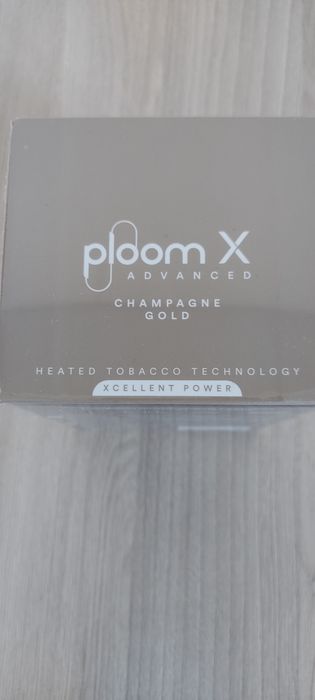 ploom X
ADVANCED
CHAMPAGNE
GOLD
HEATED TOBACCO TECHNOLOGY
XCELLENT POWER